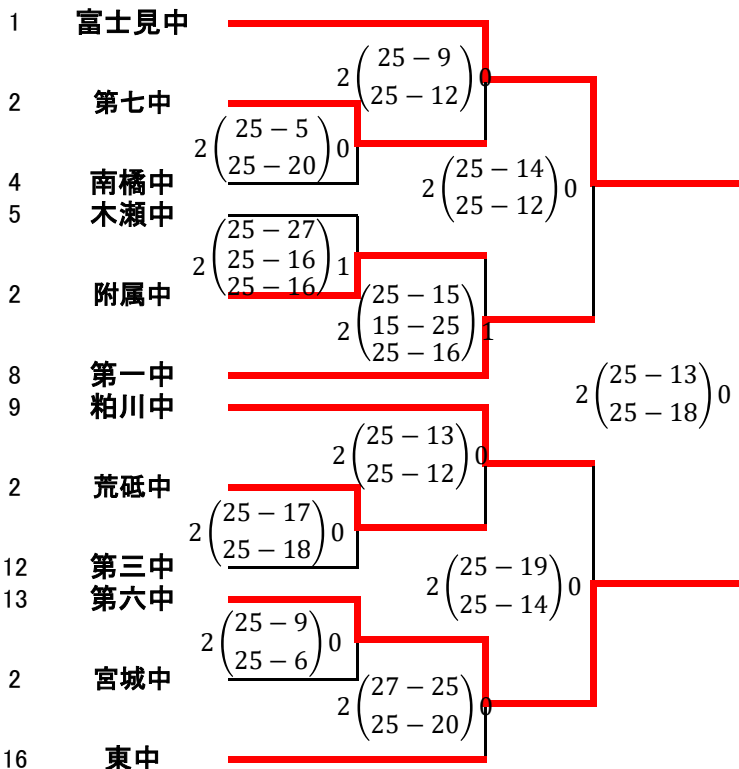 1 富士見中
2 ( 25 − 9
25 − 12 ) 0
2 第七中
2 ( 25 − 5
25 − 20 ) 0
4 南橘中
2 ( 25 − 14
25 − 12 ) 0
5 木瀬中
2 ( 25 − 27
25 − 16
25 − 16 ) 1
2 附属中
2 ( 25 − 15
15 − 25
25 − 16 ) 1
8 第一中
2 ( 25 − 13
25 − 18 ) 0
9 粕川中
2 ( 25 − 13
25 − 12 ) 0
2 荒砥中
2 ( 25 − 17
25 − 18 ) 0
12 第三中
2 ( 25 − 19
25 − 14 ) 0
13 第六中
2 ( 25 − 9
25 − 6 ) 0
2 宮城中
2 ( 27 − 25
25 − 20 ) 0
16 東中